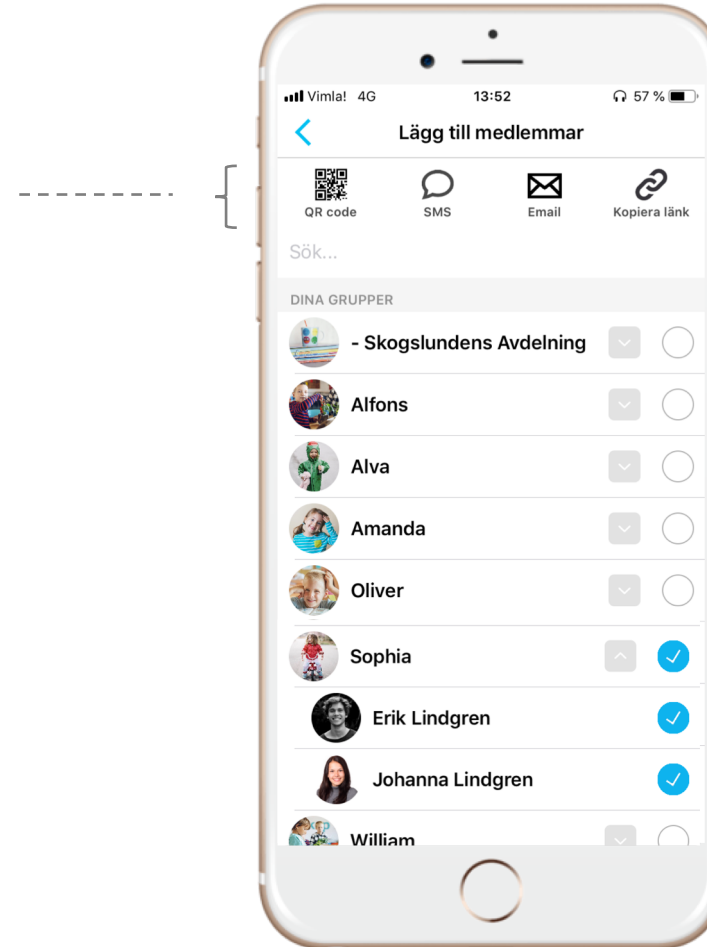 Vimla! 4G 13:52 57 %
Lägg till medlemmar
QR code SMS Email Kopiera länk
Sök...
DINA GRUPPER
- Skogslundens Avdelning
Alfons
Alva
Amanda
Oliver
Sophia
Erik Lindgren
Johanna Lindgren
William